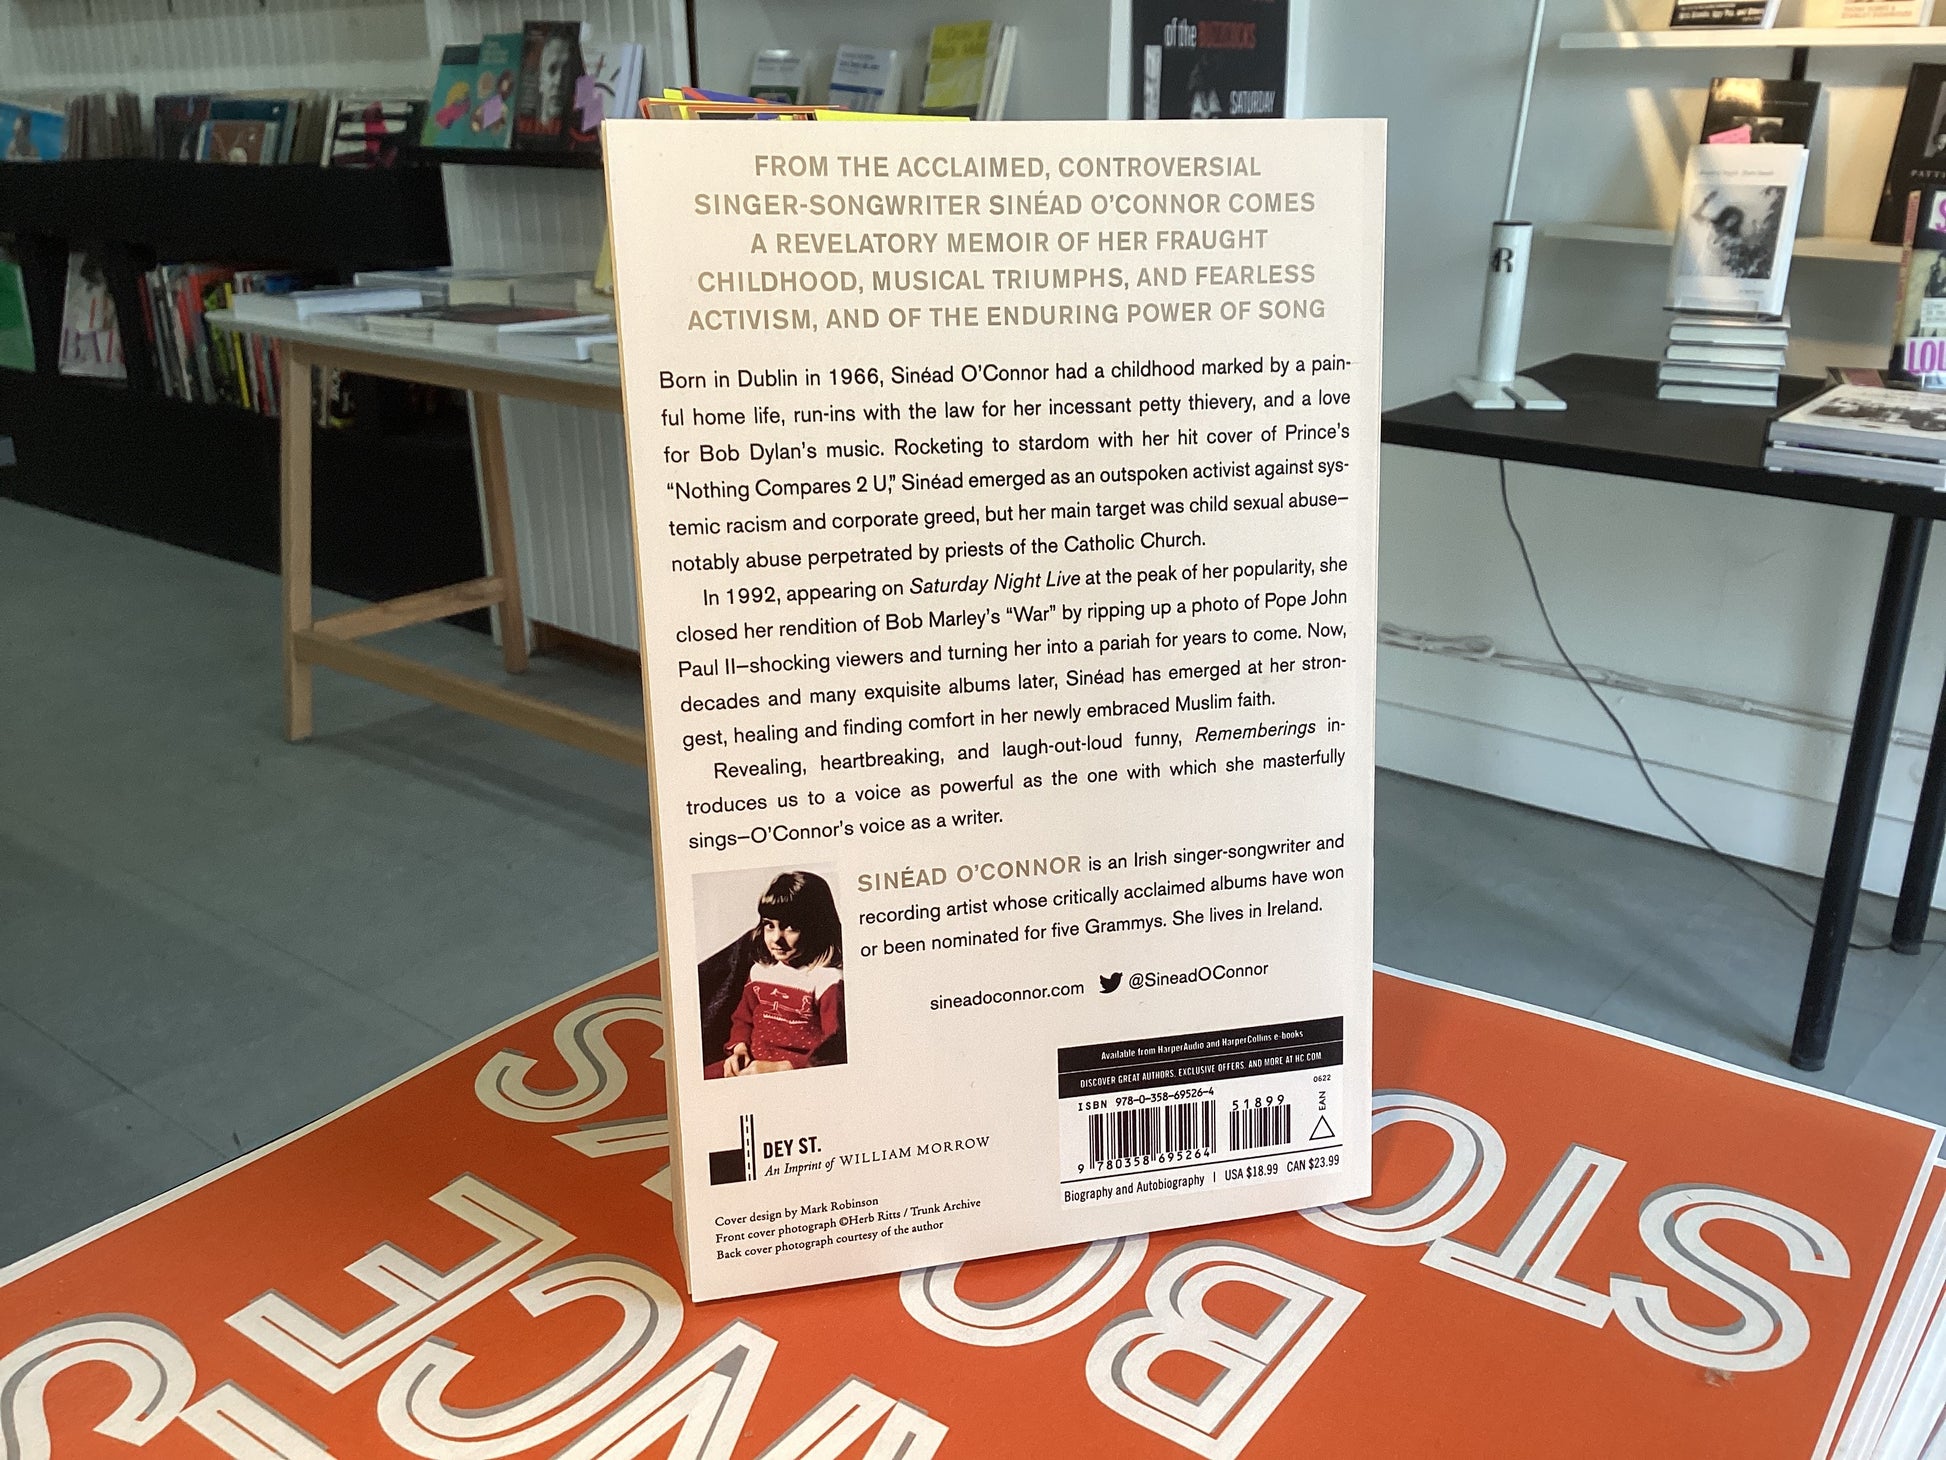 of the BUZZCOCKS
SATURDAY
FROM THE ACCLAIMED, CONTROVERSIAL
SINGER-SONGWRITER SINÉAD O'CONNOR COMES
A REVELATORY MEMOIR OF HER FRAUGHT
CHILDHOOD, MUSICAL TRIUMPHS, AND FEARLESS
ACTIVISM, AND OF THE ENDURING POWER OF SONG
Born in Dublin in 1966, Sinéad O'Connor had a childhood marked by a pain-
ful home life, run-ins with the law for her incessant petty thievery, and a love
for Bob Dylan's music. Rocketing to stardom with her hit cover of Prince's
“Nothing Compares 2 U,” Sinéad emerged as an outspoken activist against sys-
temic racism and corporate greed, but her main target was child sexual abuse—
notably abuse perpetrated by priests of the Catholic Church.
In 1992, appearing on Saturday Night Live at the peak of her popularity, she
closed her rendition of Bob Marley's “War” by ripping up a photo of Pope John
Paul II—shocking viewers and turning her into a pariah for years to come. Now,
decades and many exquisite albums later, Sinéad has emerged at her stron-
gest, healing and finding comfort in her newly embraced Muslim faith.
Revealing, heartbreaking, and laugh-out-loud funny, Rememberings in-
troduces us to a voice as powerful as the one with which she masterfully
sings—O'Connor's voice as a writer.
SINÉAD O'CONNOR is an Irish singer-songwriter and
recording artist whose critically acclaimed albums have won
or been nominated for five Grammys. She lives in Ireland.
sineadoconnor.com @SineadOConnor
Available from HarperAudio and HarperCollins e-books
DISCOVER GREAT AUTHORS, EXCLUSIVE OFFERS, AND MORE AT HC.COM
0622
ISBN 978-0-358-69526-4
51899
EAN
9 780358 695264
Biography and Autobiography | USA $18.99 CAN $23.99
DEY ST.
An Imprint of WILLIAM MORROW
Cover design by Mark Robinson
Front cover photograph ©Herb Ritts / Trunk Archive
Back cover photograph courtesy of the author